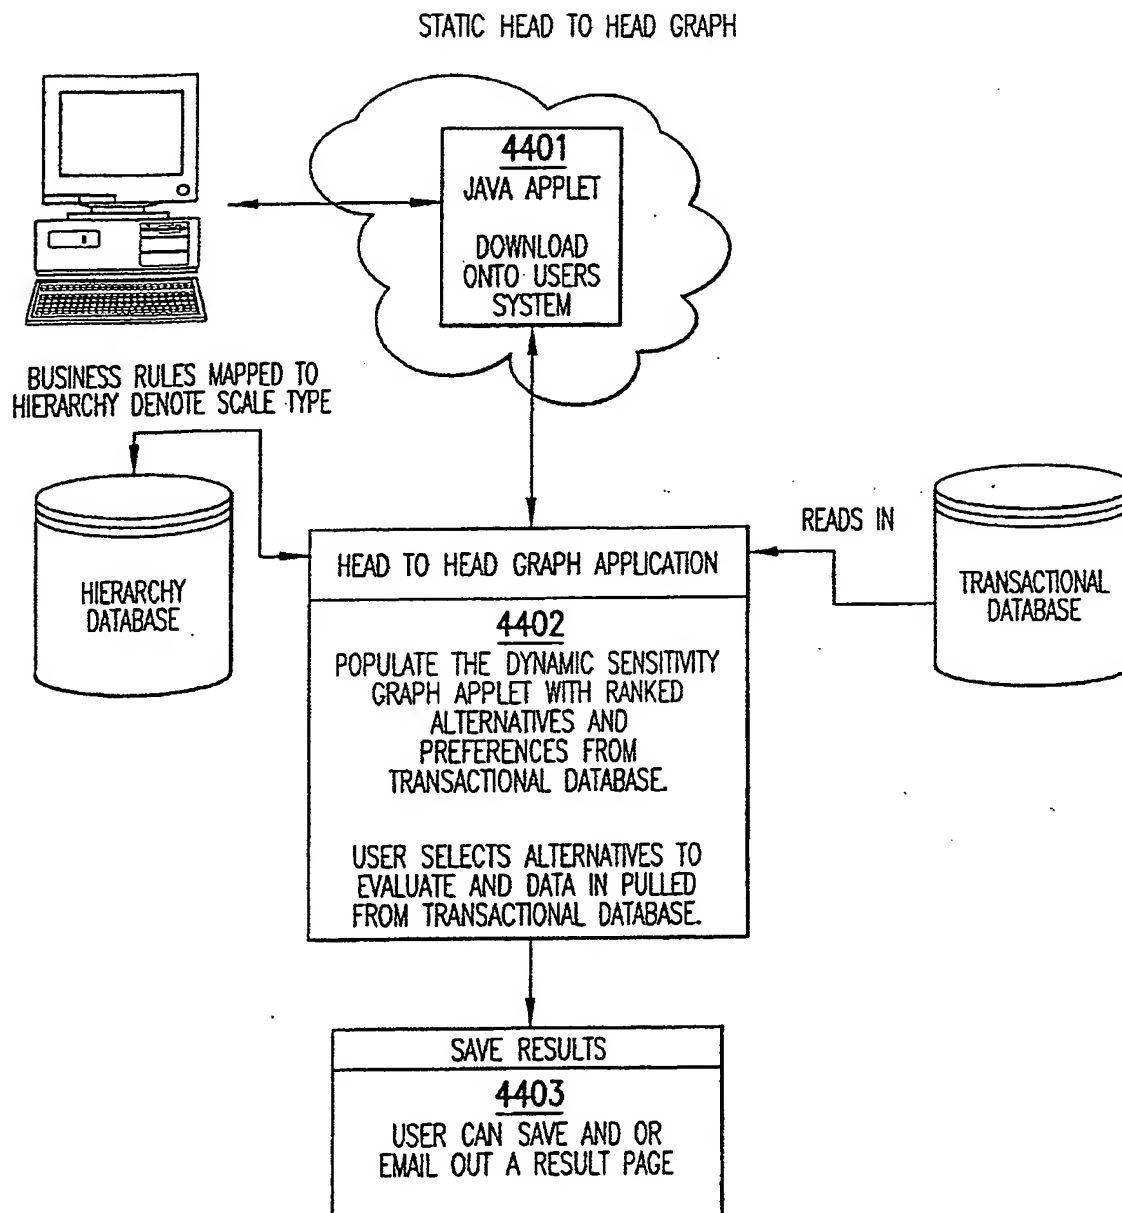 STATIC HEAD TO HEAD GRAPH
4401
JAVA APPLET
DOWNLOAD
ONTO USERS
SYSTEM
BUSINESS RULES MAPPED TO
HIERARCHY DENOTE SCALE TYPE
HIERARCHY
DATABASE
READS IN
TRANSACTIONAL
DATABASE
HEAD TO HEAD GRAPH APPLICATION
4402
POPULATE THE DYNAMIC SENSITIVITY
GRAPH APPLET WITH RANKED
ALTERNATIVES AND
PREFERENCES FROM
TRANSACTIONAL DATABASE.
USER SELECTS ALTERNATIVES TO
EVALUATE AND DATA IN PULLED
FROM TRANSACTIONAL DATABASE.
SAVE RESULTS
4403
USER CAN SAVE AND OR
EMAIL OUT A RESULT PAGE